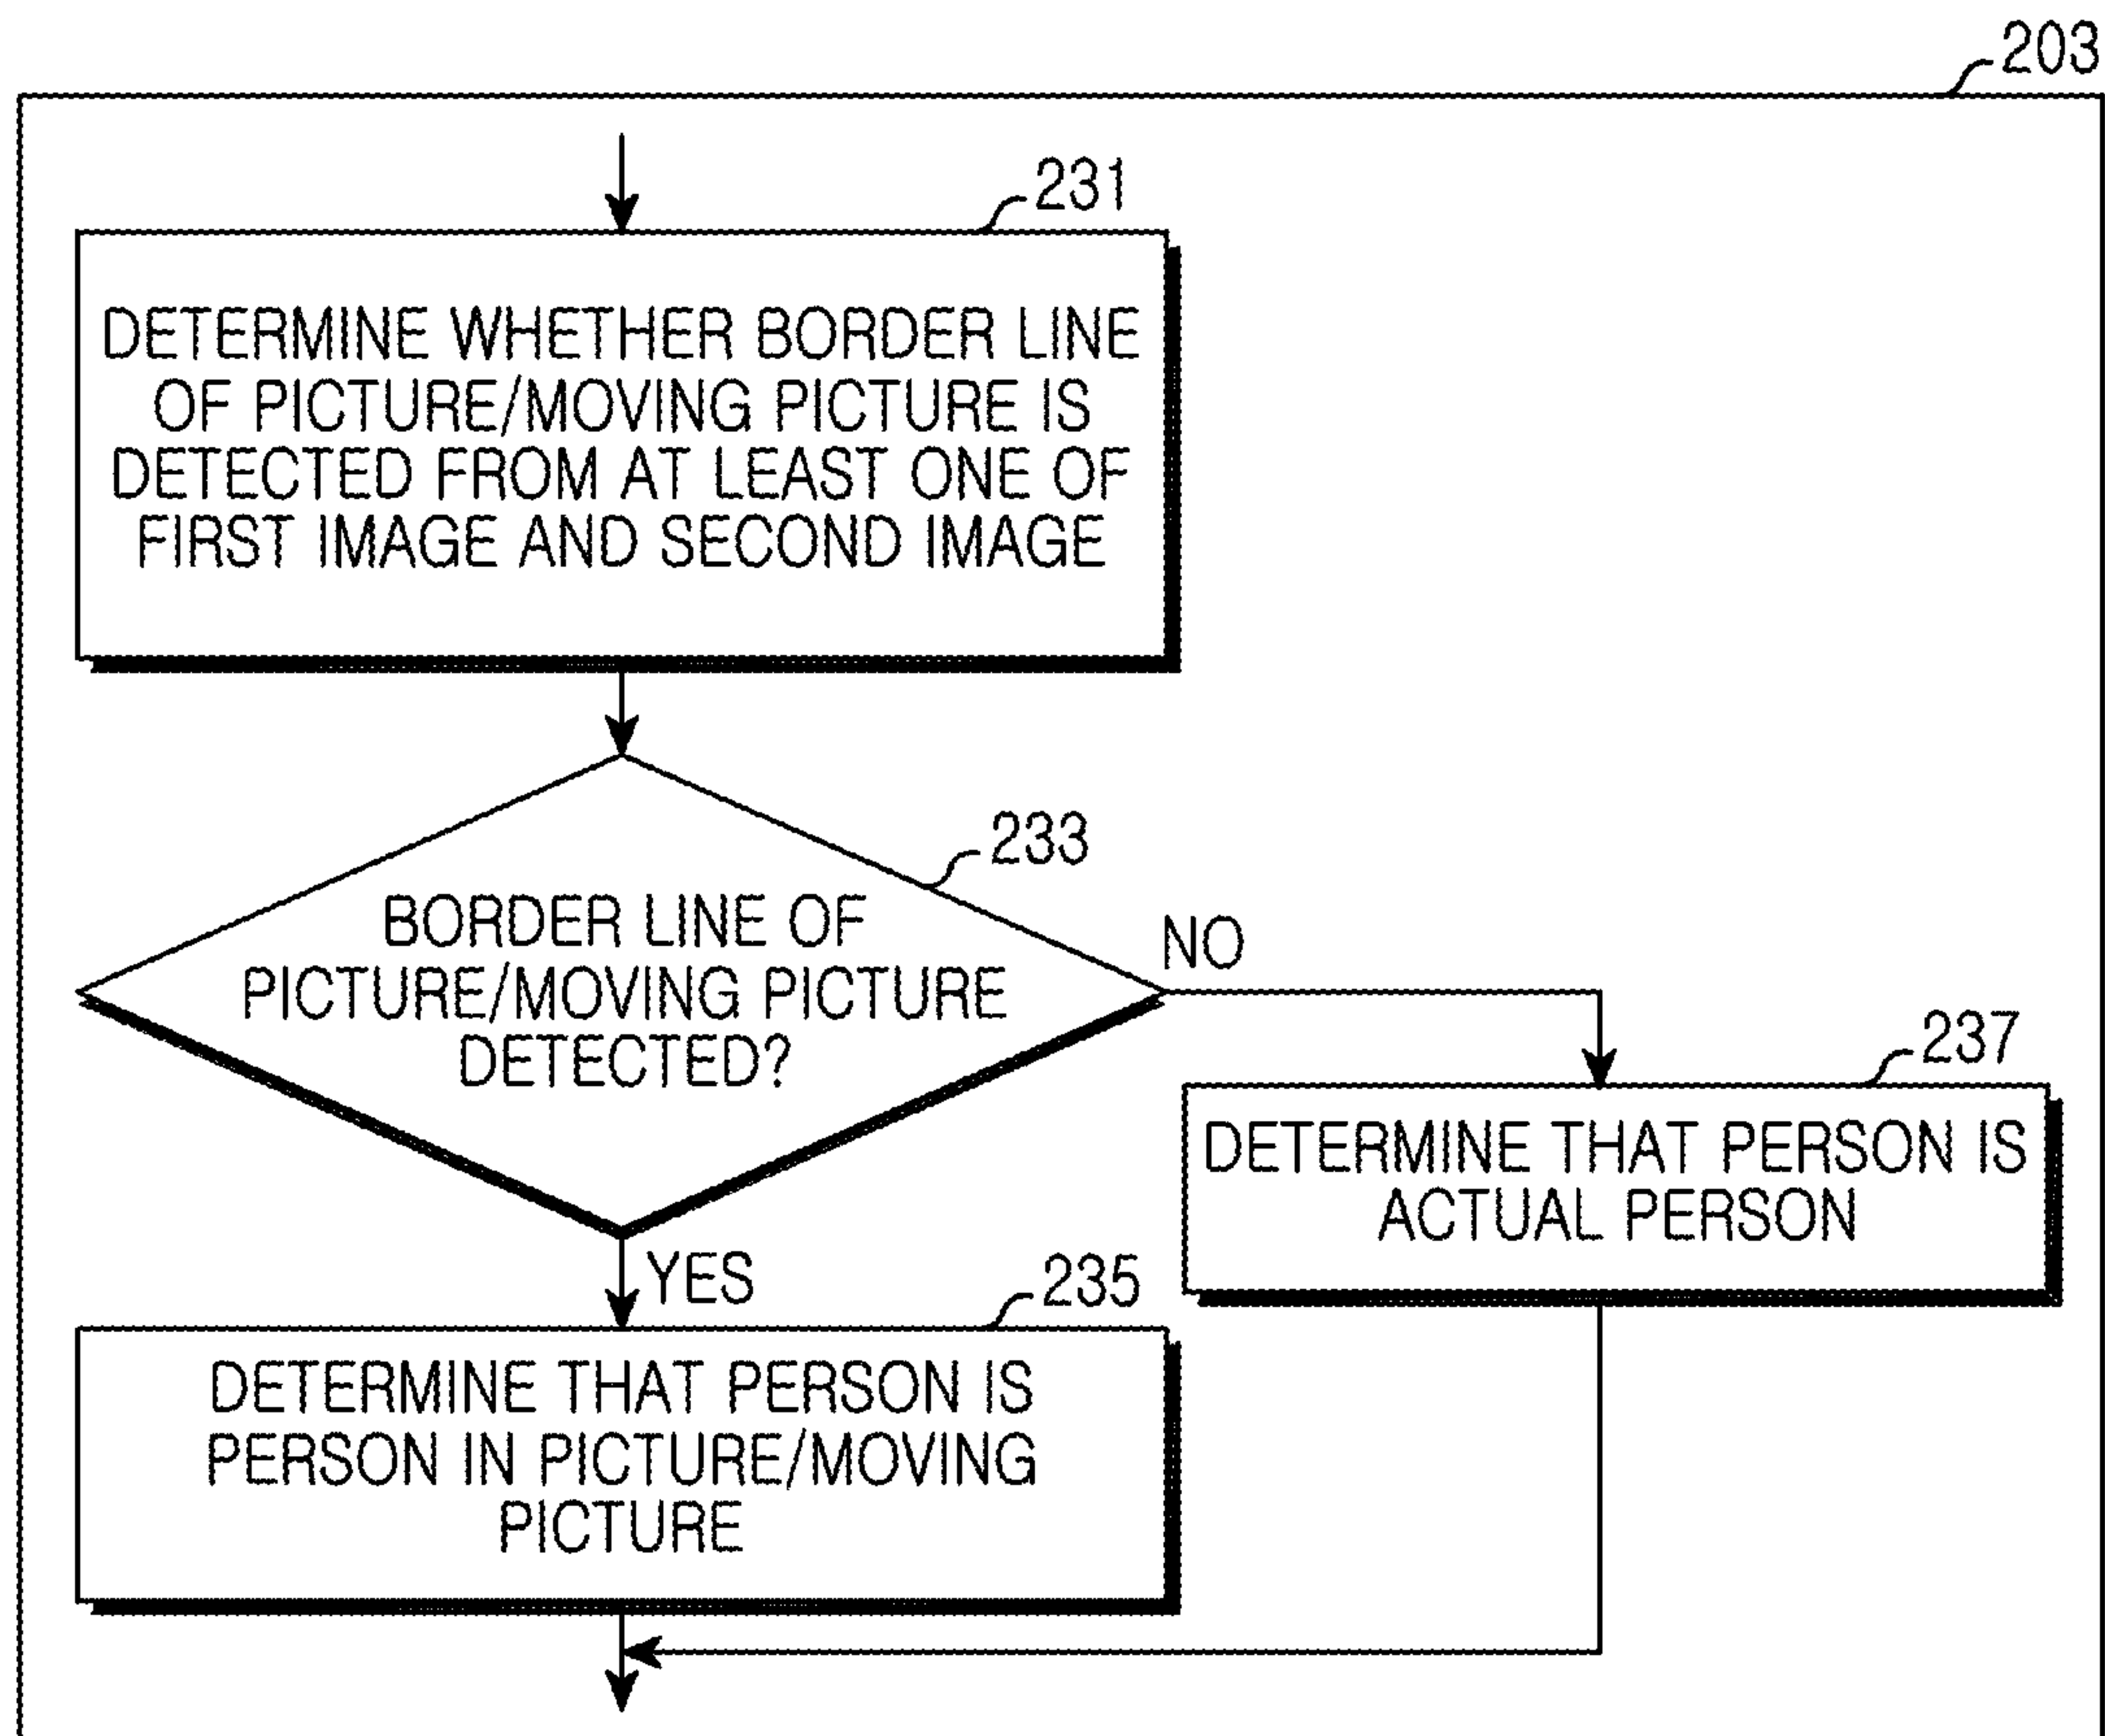 203
231
DETERMINE WHETHER BORDER LINE
OF PICTURE/MOVING PICTURE IS
DETECTED FROM AT LEAST ONE OF
FIRST IMAGE AND SECOND IMAGE
233
BORDER LINE OF
PICTURE/MOVING PICTURE
DETECTED?
NO
237
DETERMINE THAT PERSON IS
ACTUAL PERSON
YES
235
DETERMINE THAT PERSON IS
PERSON IN PICTURE/MOVING
PICTURE